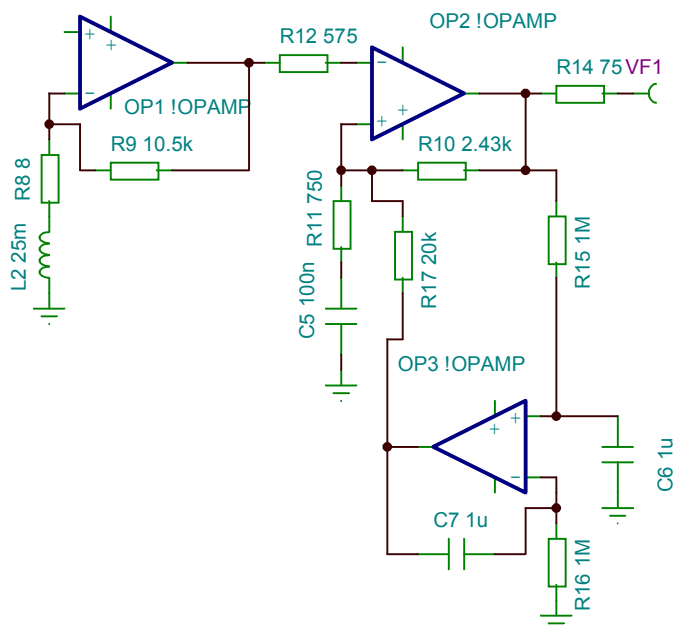 OP2 !OPAMP
R12 575
R14 75
VF1
OP1 !OPAMP
R9 10.5k
R10 2.43k
R8 8
R11 750
L2 25m
R17 20k
R15 1M
C5 100n
OP3 !OPAMP
C6 1u
C7 1u
R16 1M